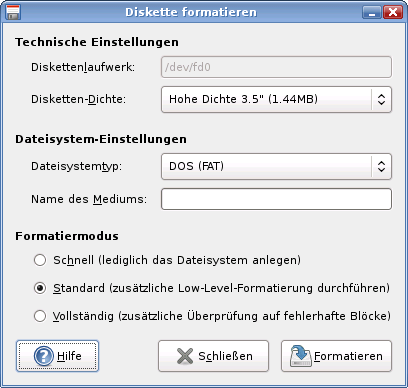 Diskette formatieren
Technische Einstellungen
Diskettenlaufwerk: /dev/fd0
Disketten-Dichte: Hohe Dichte 3.5" (1.44MB)
Dateisystem-Einstellungen
Dateisystemtyp: DOS (FAT)
Name des Mediums:
Formatiermodus
Schnell (lediglich das Dateisystem anlegen)
Standard (zusätzliche Low-Level-Formatierung durchführen)
Vollständig (zusätzliche Überprüfung auf fehlerhafte Blöcke)
Hilfe Schließen Formatieren